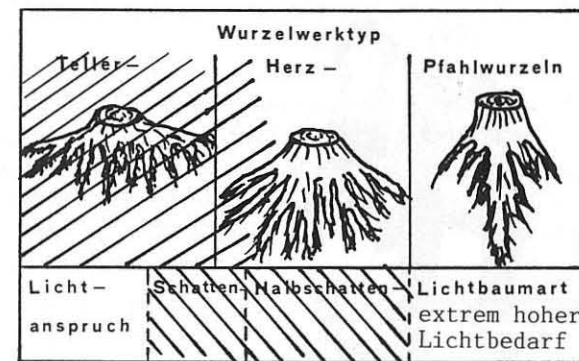 Wurzelwerktyp
Teller- Herz- Pfahlwurzeln
Licht- Schatten- Halbschatten- Lichtbaumart
anspruch extrem hoher
Lichtbedarf